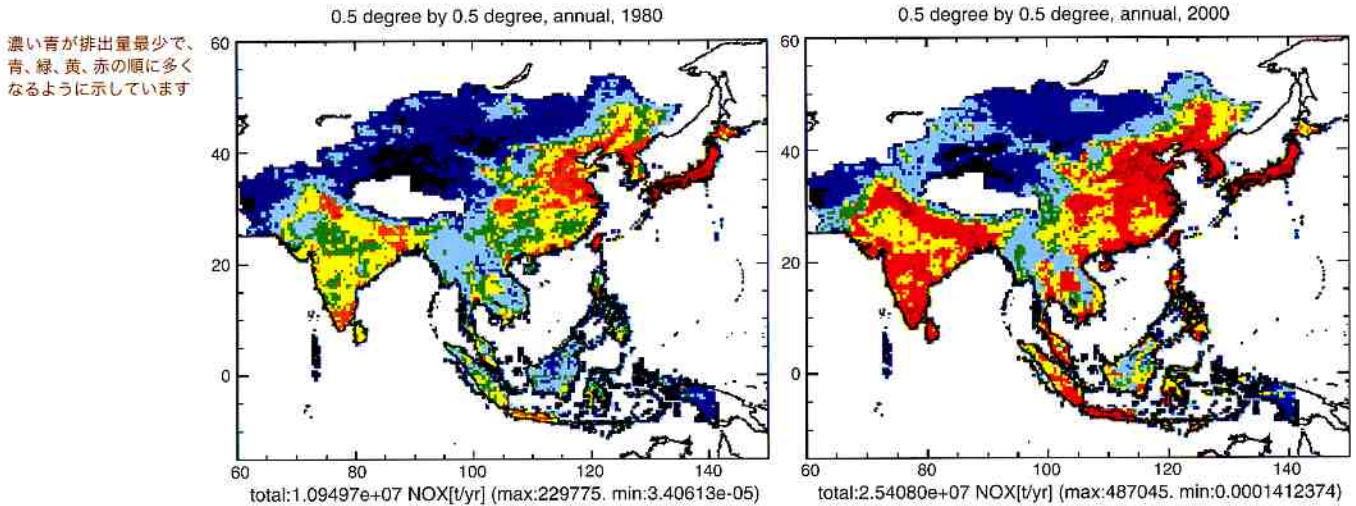 濃い青が排出量最少で、
青、緑、黄、赤の順に多く
なるように示しています
0.5 degree by 0.5 degree, annual, 1980
60
40
20
0
60
80
100
120
140
total:1.09497e+07 NOX[t/yr] (max:229775. min:3.40613e-05)
0.5 degree by 0.5 degree, annual, 2000
60
40
20
0
60
80
100
120
140
total:2.54080e+07 NOX[t/yr] (max:487045. min:0.0001412374)